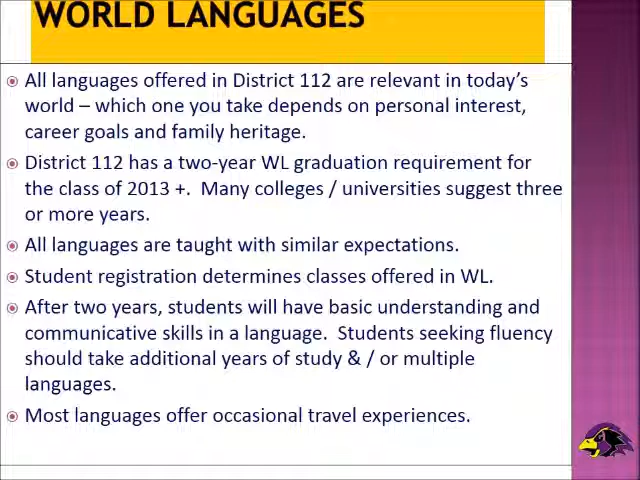 WORLD LANGUAGES
All languages offered in District 112 are relevant in today's
world – which one you take depends on personal interest,
career goals and family heritage.
District 112 has a two-year WL graduation requirement for
the class of 2013 +.  Many colleges / universities suggest three
or more years.
All languages are taught with similar expectations.
Student registration determines classes offered in WL.
After two years, students will have basic understanding and
communicative skills in a language.  Students seeking fluency
should take additional years of study & / or multiple
languages.
Most languages offer occasional travel experiences.